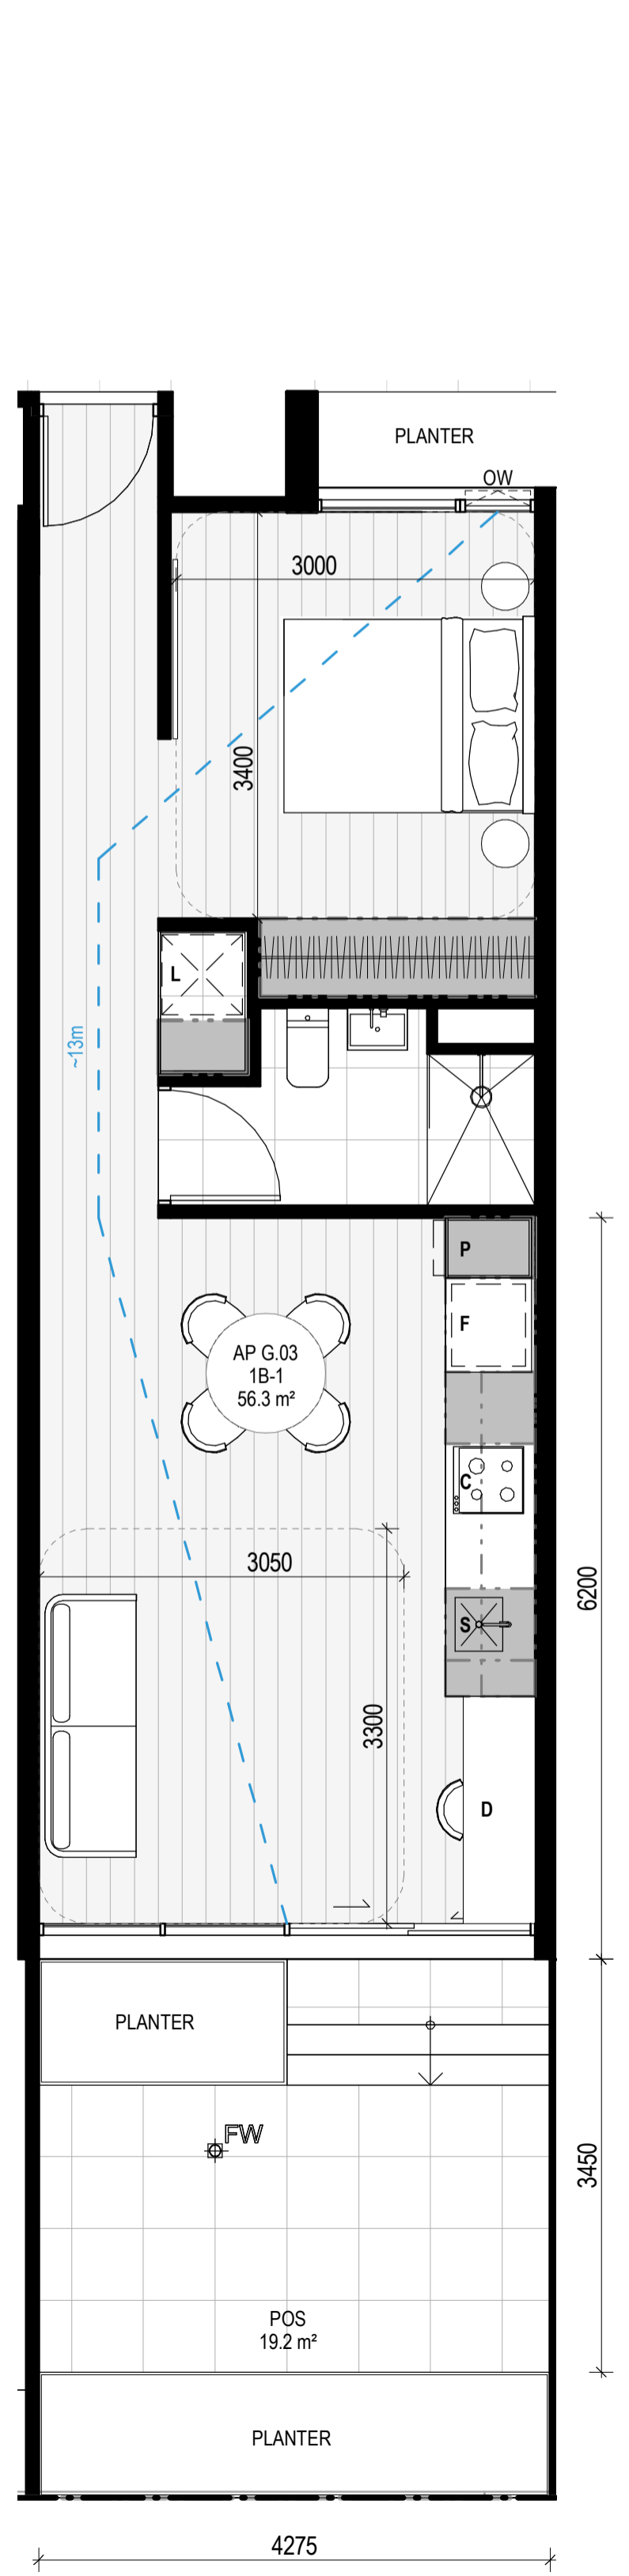 PLANTER
OW
3000
3400
L
~13m
P
F
AP G.03
1B-1
56.3 m²
C
3050
6200
S
3300
D
PLANTER
FW
3450
POS
19.2 m²
PLANTER
4275